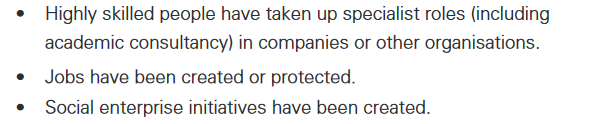 • Highly skilled people have taken up specialist roles (including
academic consultancy) in companies or other organisations.
• Jobs have been created or protected.
• Social enterprise initiatives have been created.